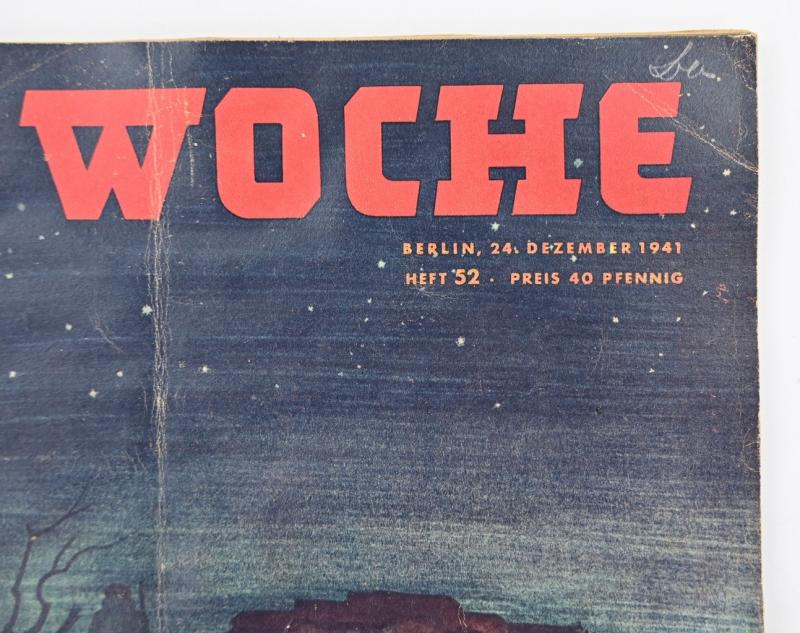 WOCHE
BERLIN, 24. DEZEMBER 1941
HEFT 52 · PREIS 40 PFENNIG